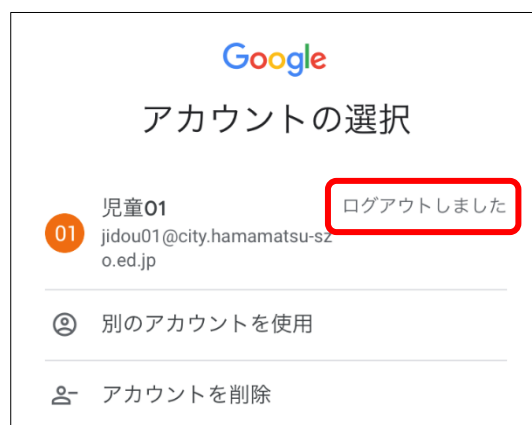 Google
アカウントの選択
児童01
ログアウトしました
01
jidou01@city.hamamatsu-sz
o.ed.jp
別のアカウントを使用
アカウントを削除